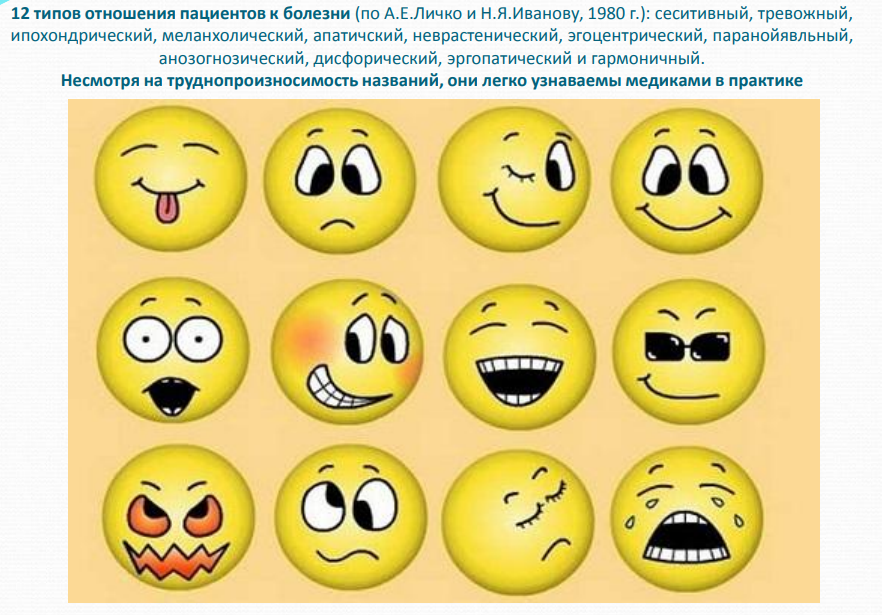 12 типов отношения пациентов к болезни (по А.Е.Личко и Н.Я.Иванову, 1980 г.): сеситивный, тревожный,
ипохондрический, меланхолический, апатичский, неврастенический, эгоцентрический, паранойявльный,
анозогнозический, дисфорический, эргопатический и гармоничный.
Несмотря на труднопроизносимость названий, они легко узнаваемы медиками в практике